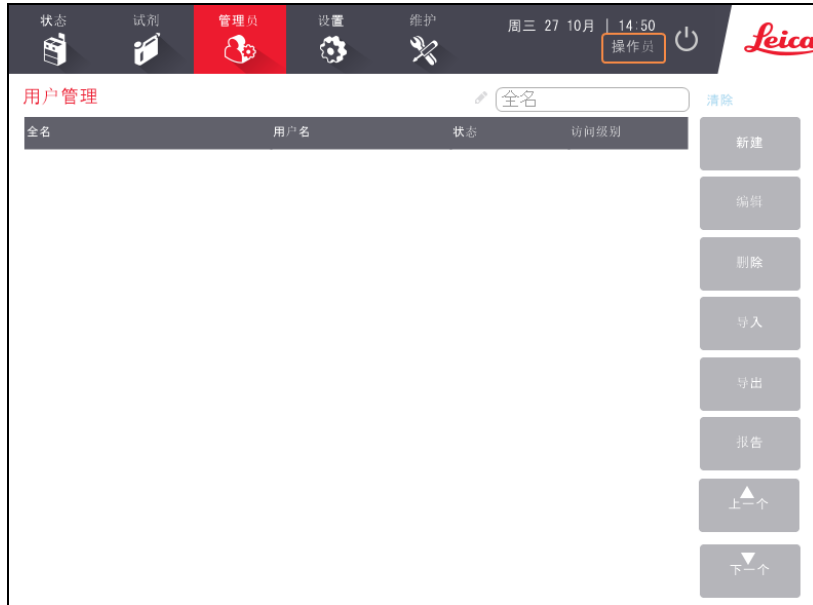 状态 试剂 管理员 设置 维护 周三 27 10月 | 14:50
操作员
Leica
用户管理 全名 清除
全名 用户名 状态 访问级别
新建
编辑
删除
导入
导出
报告
上一个
下一个